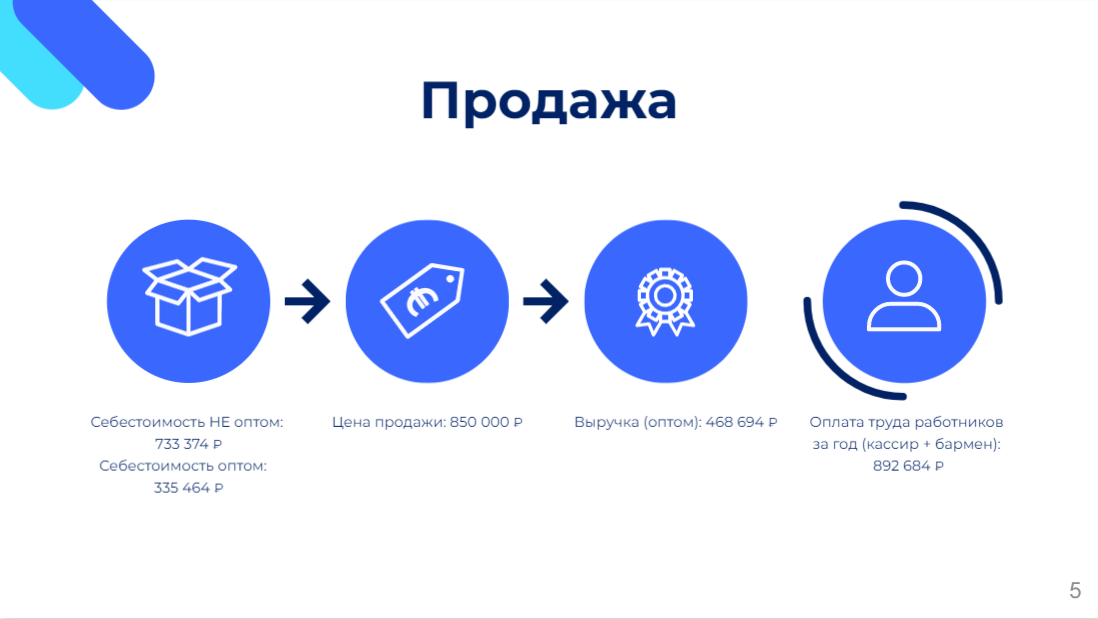 Продажа
Себестоимость НЕ оптом:
733 374 ₽
Себестоимость оптом:
335 464 ₽
Цена продажи: 850 000 ₽
Выручка (оптом): 468 694 ₽
Оплата труда работников
за год (кассир + бармен):
892 684 ₽
5